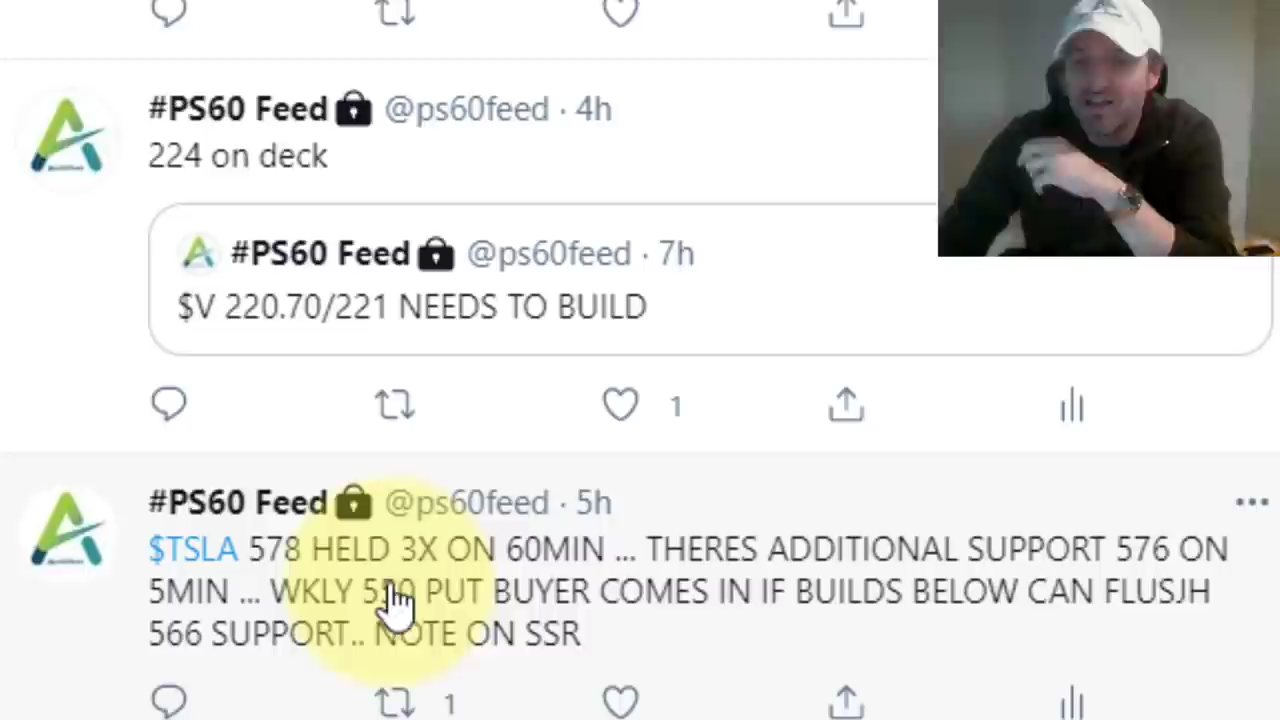 #PS60 Feed @ps60feed · 4h
224 on deck
#PS60 Feed @ps60feed · 7h
$V 220.70/221 NEEDS TO BUILD
1
#PS60 Feed @ps60feed · 5h
$TSLA 578 HELD 3X ON 60MIN ... THERES ADDITIONAL SUPPORT 576 ON
5MIN ... WKLY PUT BUYER COMES IN IF BUILDS BELOW CAN FLUSJH
566 SUPPORT.. NOTE ON SSR
1